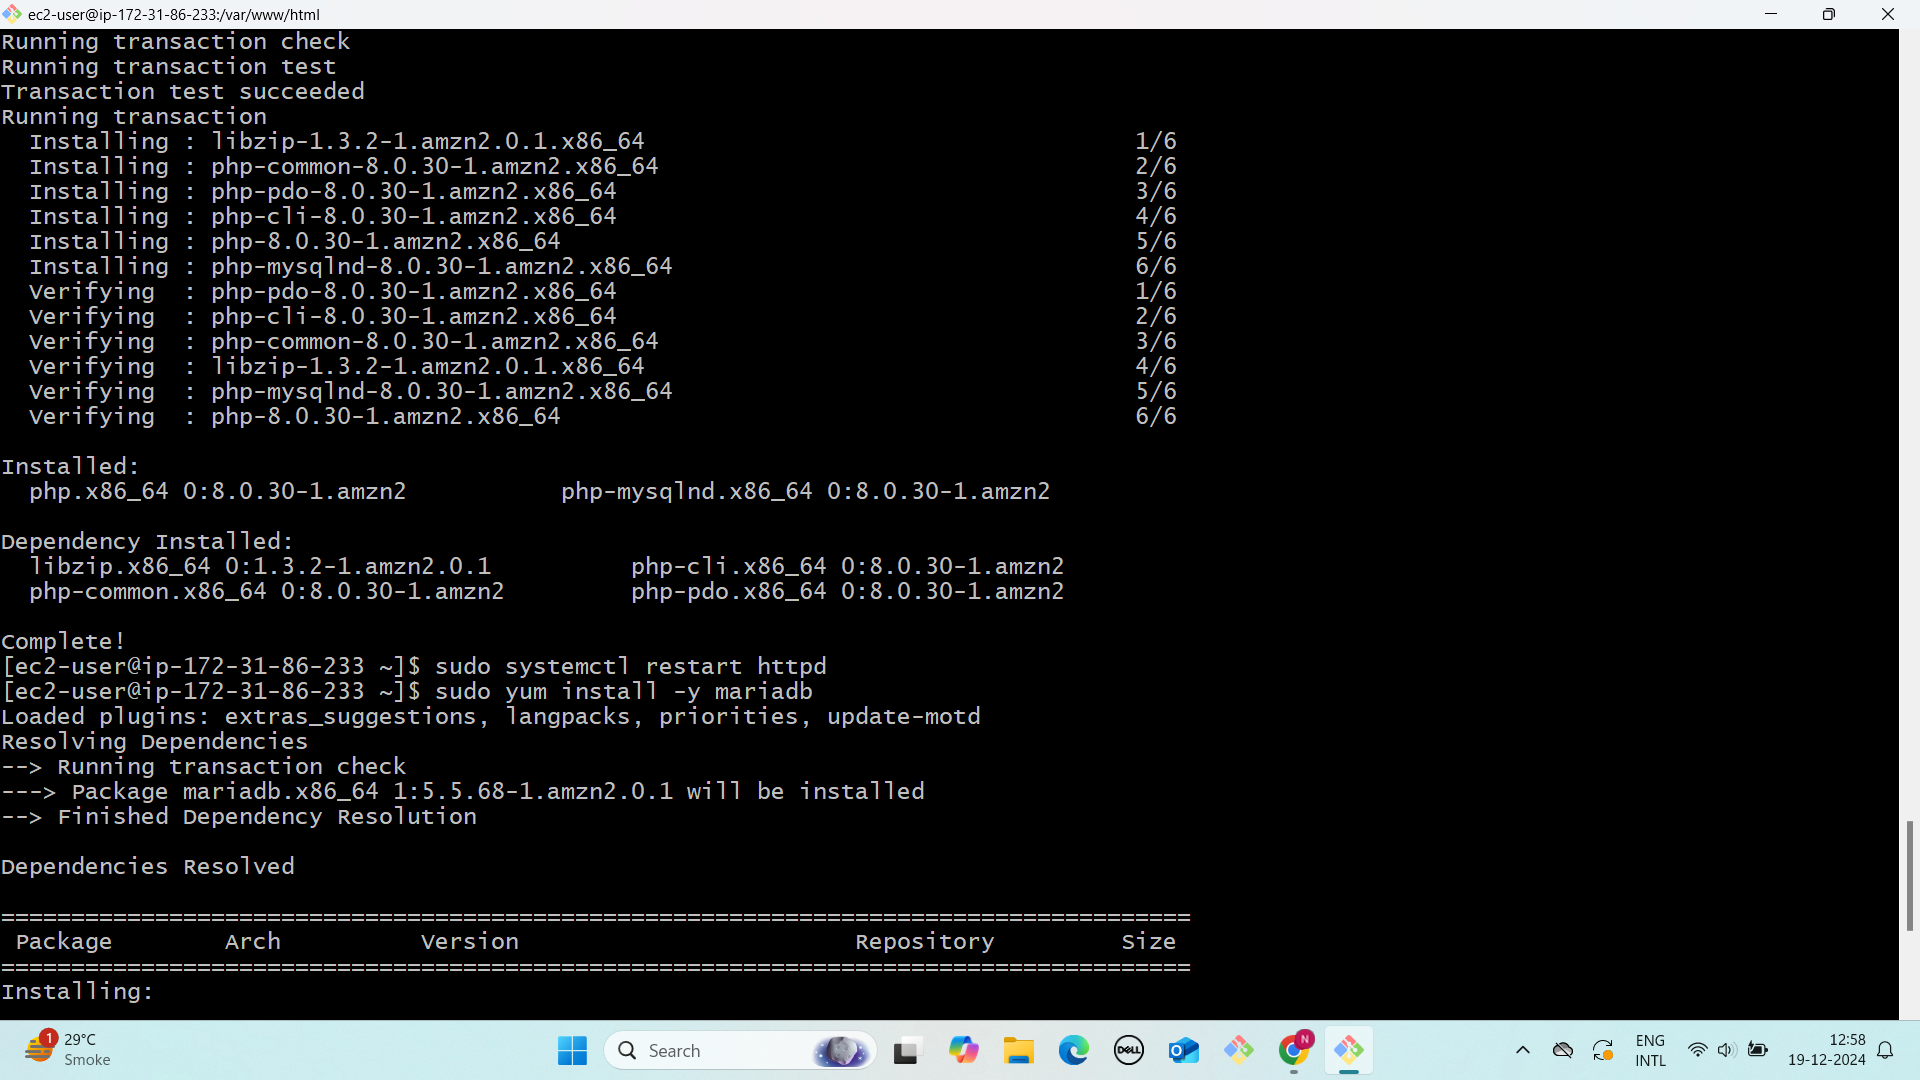 ec2-user@ip-172-31-86-233:/var/www/html
Running transaction check
Running transaction test
Transaction test succeeded
Running transaction
  Installing : libzip-1.3.2-1.amzn2.0.1.x86_64 1/6
  Installing : php-common-8.0.30-1.amzn2.x86_64 2/6
  Installing : php-pdo-8.0.30-1.amzn2.x86_64 3/6
  Installing : php-cli-8.0.30-1.amzn2.x86_64 4/6
  Installing : php-8.0.30-1.amzn2.x86_64 5/6
  Installing : php-mysqlnd-8.0.30-1.amzn2.x86_64 6/6
  Verifying  : php-pdo-8.0.30-1.amzn2.x86_64 1/6
  Verifying  : php-cli-8.0.30-1.amzn2.x86_64 2/6
  Verifying  : php-common-8.0.30-1.amzn2.x86_64 3/6
  Verifying  : libzip-1.3.2-1.amzn2.0.1.x86_64 4/6
  Verifying  : php-mysqlnd-8.0.30-1.amzn2.x86_64 5/6
  Verifying  : php-8.0.30-1.amzn2.x86_64 6/6
Installed:
  php.x86_64 0:8.0.30-1.amzn2 php-mysqlnd.x86_64 0:8.0.30-1.amzn2
Dependency Installed:
  libzip.x86_64 0:1.3.2-1.amzn2.0.1 php-cli.x86_64 0:8.0.30-1.amzn2
  php-common.x86_64 0:8.0.30-1.amzn2 php-pdo.x86_64 0:8.0.30-1.amzn2
Complete!
[ec2-user@ip-172-31-86-233 ~]$ sudo systemctl restart httpd
[ec2-user@ip-172-31-86-233 ~]$ sudo yum install -y mariadb
Loaded plugins: extras_suggestions, langpacks, priorities, update-motd
Resolving Dependencies
--> Running transaction check
---> Package mariadb.x86_64 1:5.5.68-1.amzn2.0.1 will be installed
--> Finished Dependency Resolution
Dependencies Resolved
=====================================================================================
 Package Arch Version Repository Size
=====================================================================================
Installing:
1
29°C
Smoke
Search
DELL
N
ENG
INTL
12:58
19-12-2024